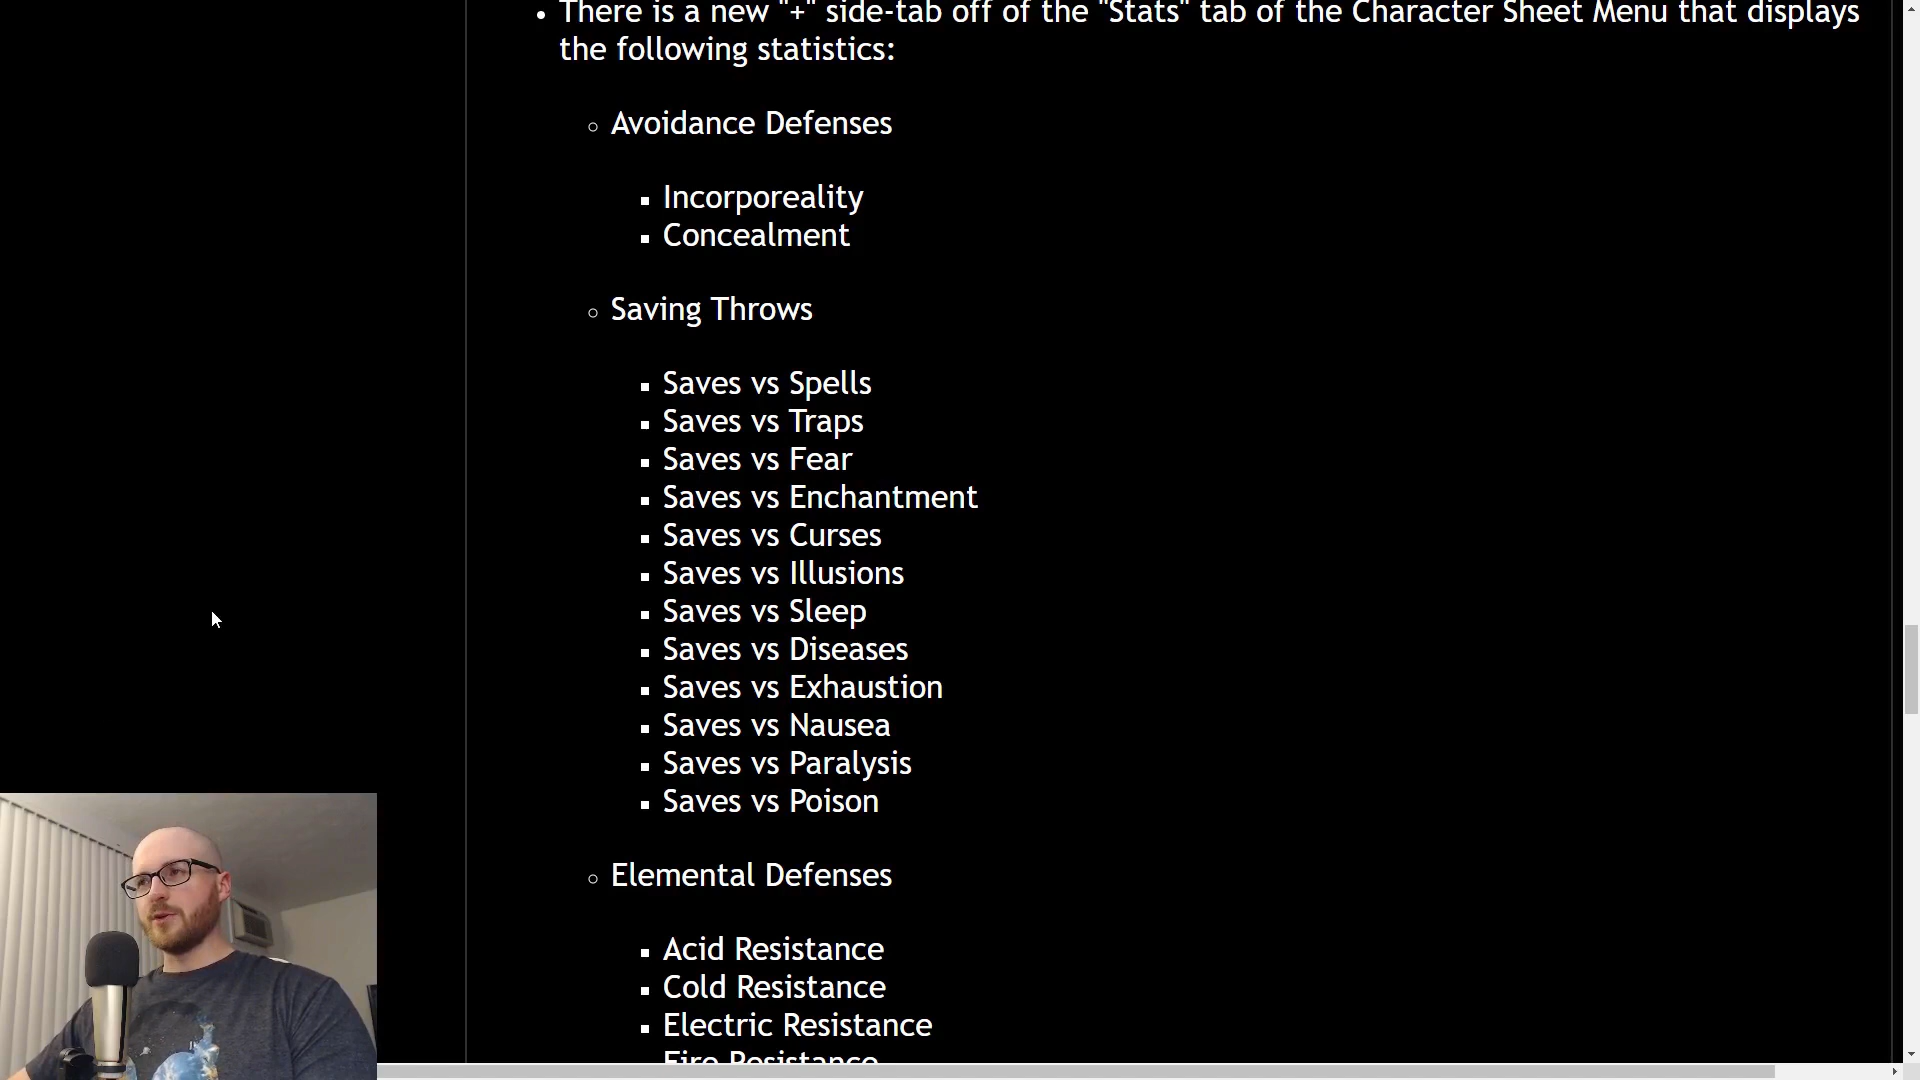 There is a new "+" side-tab off of the "Stats" tab of the Character Sheet Menu that displays
the following statistics:
Avoidance Defenses
Incorporeality
Concealment
Saving Throws
Saves vs Spells
Saves vs Traps
Saves vs Fear
Saves vs Enchantment
Saves vs Curses
Saves vs Illusions
Saves vs Sleep
Saves vs Diseases
Saves vs Exhaustion
Saves vs Nausea
Saves vs Paralysis
Saves vs Poison
Elemental Defenses
Acid Resistance
Cold Resistance
Electric Resistance
Fire Resistance